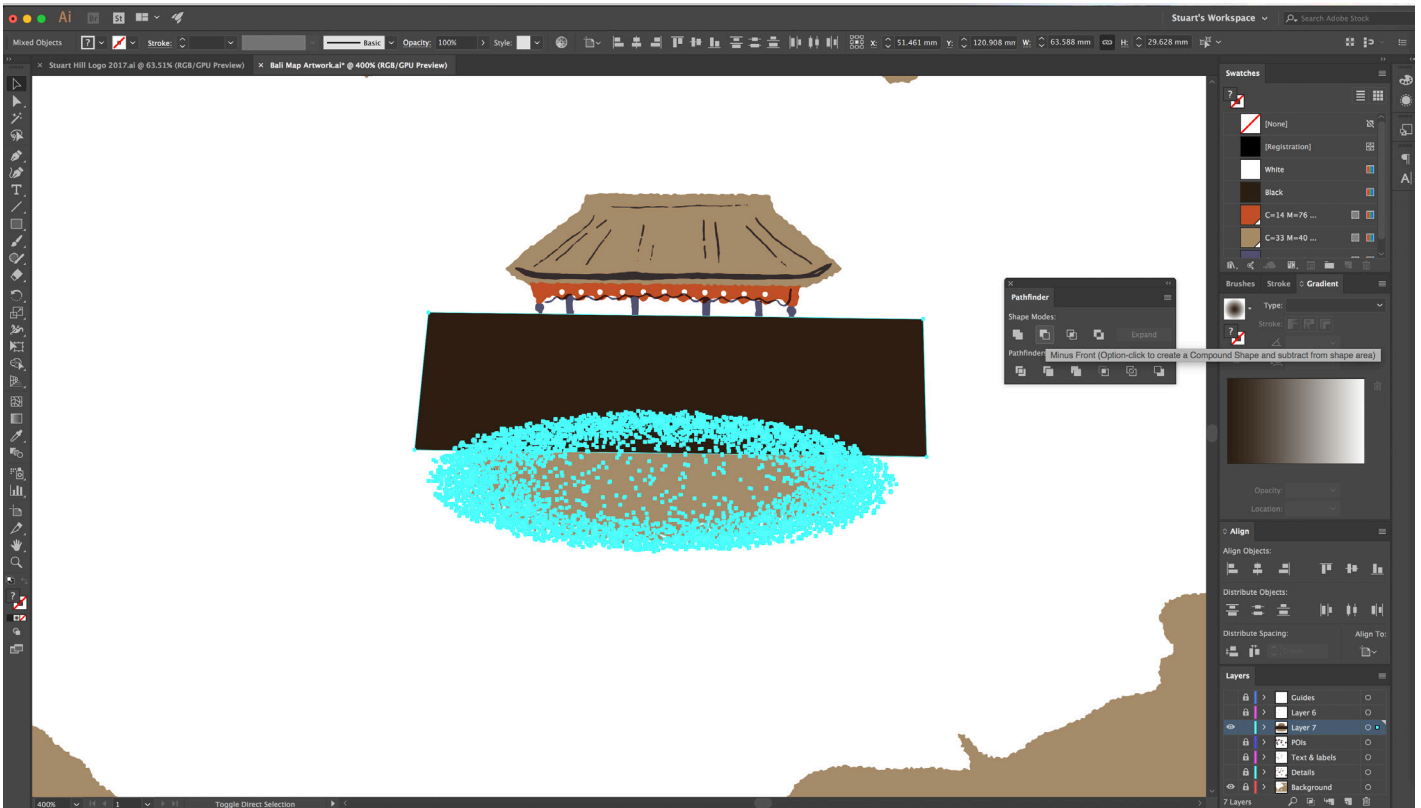 Ai Br St Stuart's Workspace Search Adobe Stock
Mixed Objects ? Stroke: Basic Opacity: 100% Style: X: 51.461 mm Y: 120.908 mm W: 63.588 mm H: 29.628 mm
× Stuart Hill Logo 2017.ai @ 63.51% (RGB/GPU Preview) × Bali Map Artwork.ai* @ 400% (RGB/GPU Preview)
Swatches
?
[None]
[Registration]
White
Black
C=14 M=76 ...
C=33 M=40 ...
Brushes Stroke Gradient
Type:
Stroke:
?
Pathfinder
Shape Modes:
Expand
Pathfinders
Minus Front (Option-click to create a Compound Shape and subtract from shape area)
Opacity:
Location:
Align
Align Objects:
Distribute Objects:
Distribute Spacing: Align To:
Layers
Guides
Layer 6
Layer 7
POIs
Text & labels
Details
Background
7 Layers
?
400% 1 Toggle Direct Selection